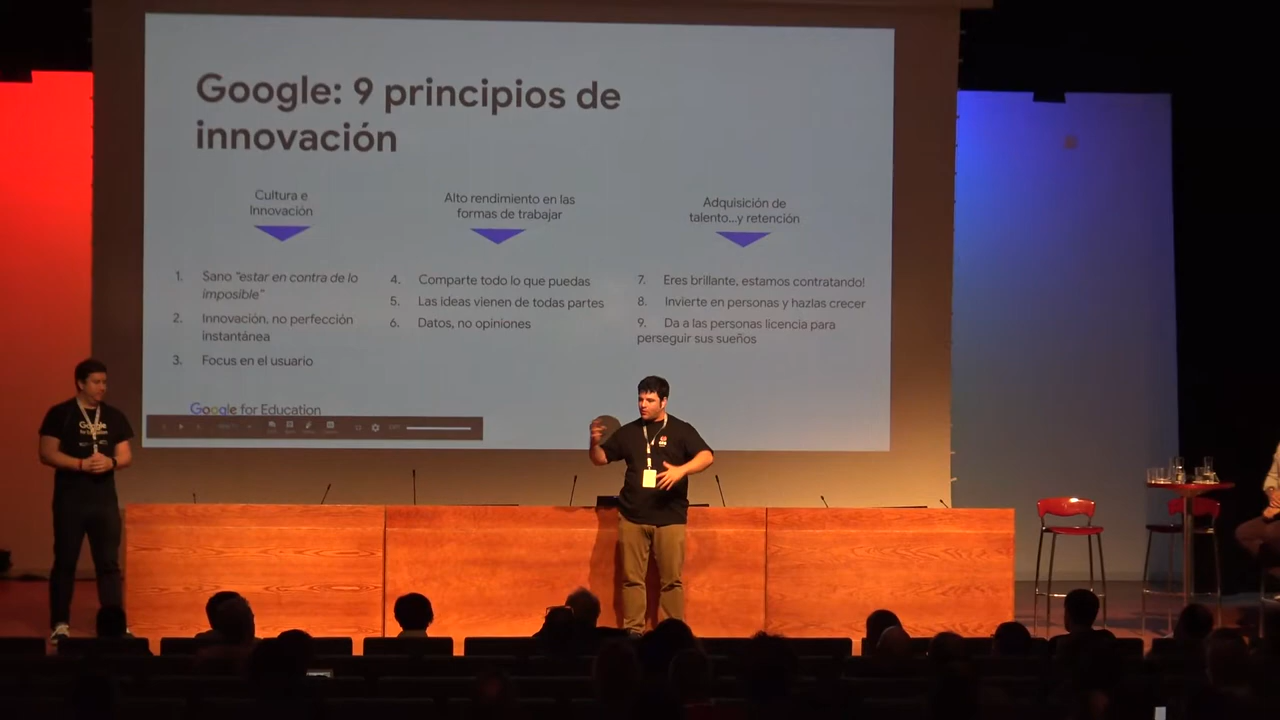 Google: 9 principios de
innovación
Cultura e
Innovación
Alto rendimiento en las
formas de trabajar
Adquisición de
talento...y retención
1. Sano "estar en contra de lo
imposible"
2. Innovación, no perfección
instantánea
3. Focus en el usuario
4. Comparte todo lo que puedas
5. Las ideas vienen de todas partes
6. Datos, no opiniones
7. Eres brillante, estamos contratando!
8. Invierte en personas y hazlas crecer
9. Da a las personas licencia para
perseguir sus sueños
Google for Education
Google